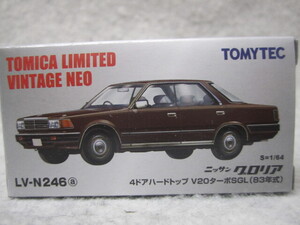 TOMICA LIMITED
VINTAGE NEO
TOMYTEC
LV-N246 a
S=1/64
ニッサン グロリア
4ドアハードトップ V20ターボSGL (83年式)